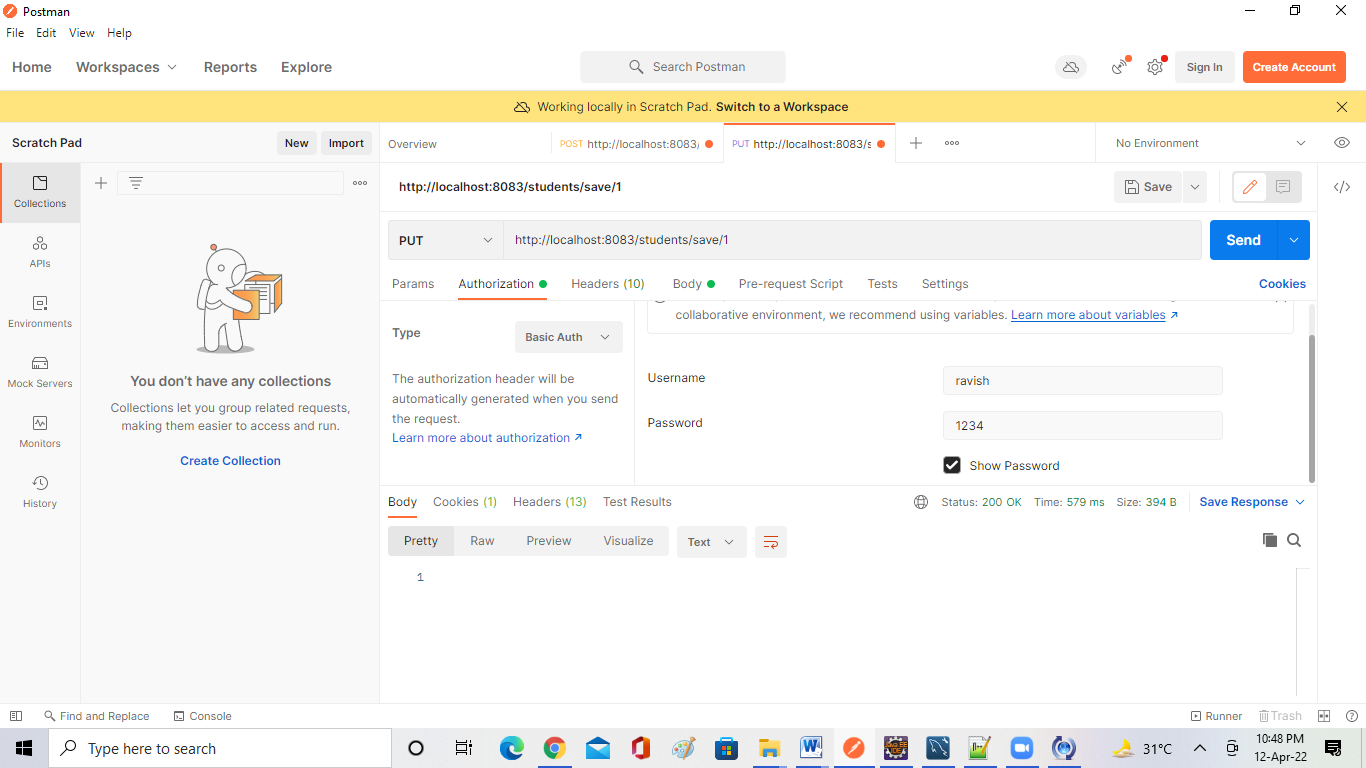 Postman
File Edit View Help
Home Workspaces Reports Explore Search Postman Sign In Create Account
Working locally in Scratch Pad. Switch to a Workspace
Scratch Pad New Import Overview POST http://localhost:8083/ PUT http://localhost:8083/s No Environment
Collections
APIs
Environments
Mock Servers
Monitors
History
You don't have any collections
Collections let you group related requests,
making them easier to access and run.
Create Collection
http://localhost:8083/students/save/1 Save
PUT http://localhost:8083/students/save/1 Send
Params Authorization Headers (10) Body Pre-request Script Tests Settings Cookies
Type Basic Auth
The authorization header will be
automatically generated when you send
the request.
Learn more about authorization
collaborative environment, we recommend using variables. Learn more about variables
Username ravish
Password 1234
Show Password
Body Cookies (1) Headers (13) Test Results Status: 200 OK Time: 579 ms Size: 394 B Save Response
Pretty Raw Preview Visualize Text
1
Find and Replace Console Runner Trash
Type here to search 31°C 10:48 PM
12-Apr-22